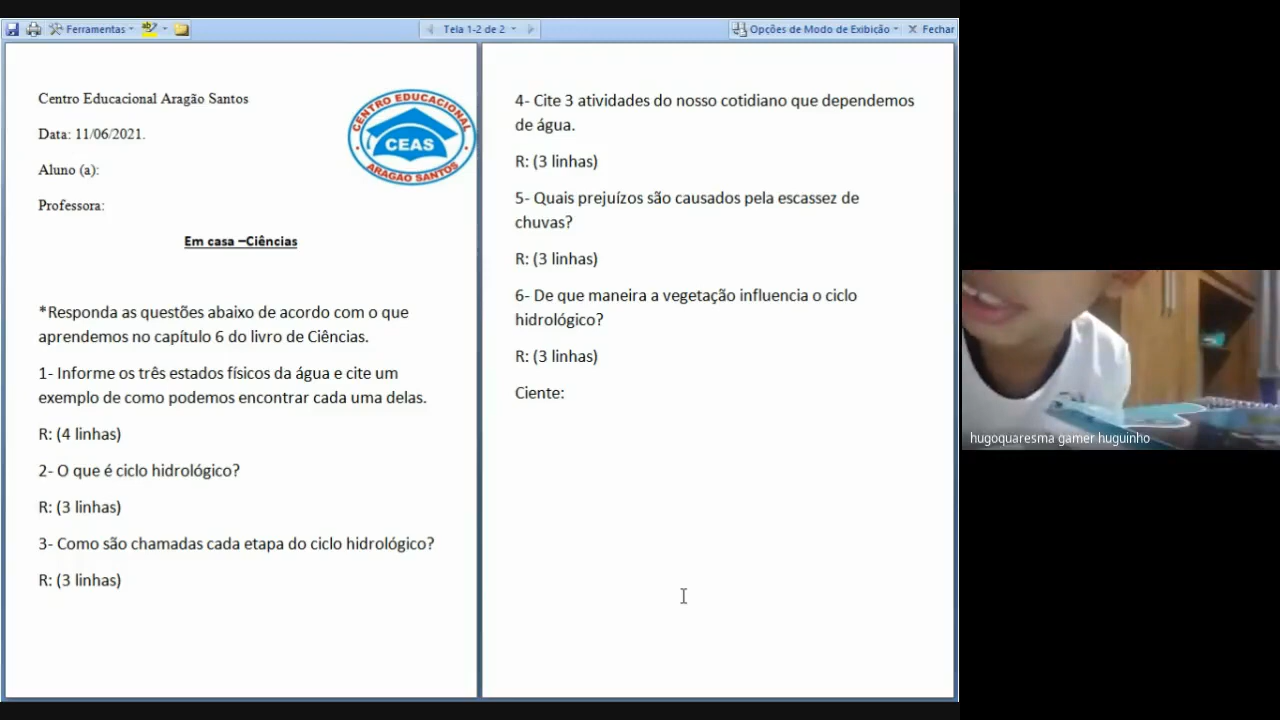 Ferramentas
Tela 1-2 de 2
Opções de Modo de Exibição
Fechar
Centro Educacional Aragão Santos
CENTRO EDUCACIONAL
CEAS
ARAGÃO SANTOS
Data: 11/06/2021.
Aluno (a):
Professora:
Em casa –Ciências
*Responda as questões abaixo de acordo com o que
aprendemos no capítulo 6 do livro de Ciências.
1- Informe os três estados físicos da água e cite um
exemplo de como podemos encontrar cada uma delas.
R: (4 linhas)
2- O que é ciclo hidrológico?
R: (3 linhas)
3- Como são chamadas cada etapa do ciclo hidrológico?
R: (3 linhas)
4- Cite 3 atividades do nosso cotidiano que dependemos
de água.
R: (3 linhas)
5- Quais prejuízos são causados pela escassez de
chuvas?
R: (3 linhas)
6- De que maneira a vegetação influencia o ciclo
hidrológico?
R: (3 linhas)
Ciente:
hugoquaresma gamer huguinho